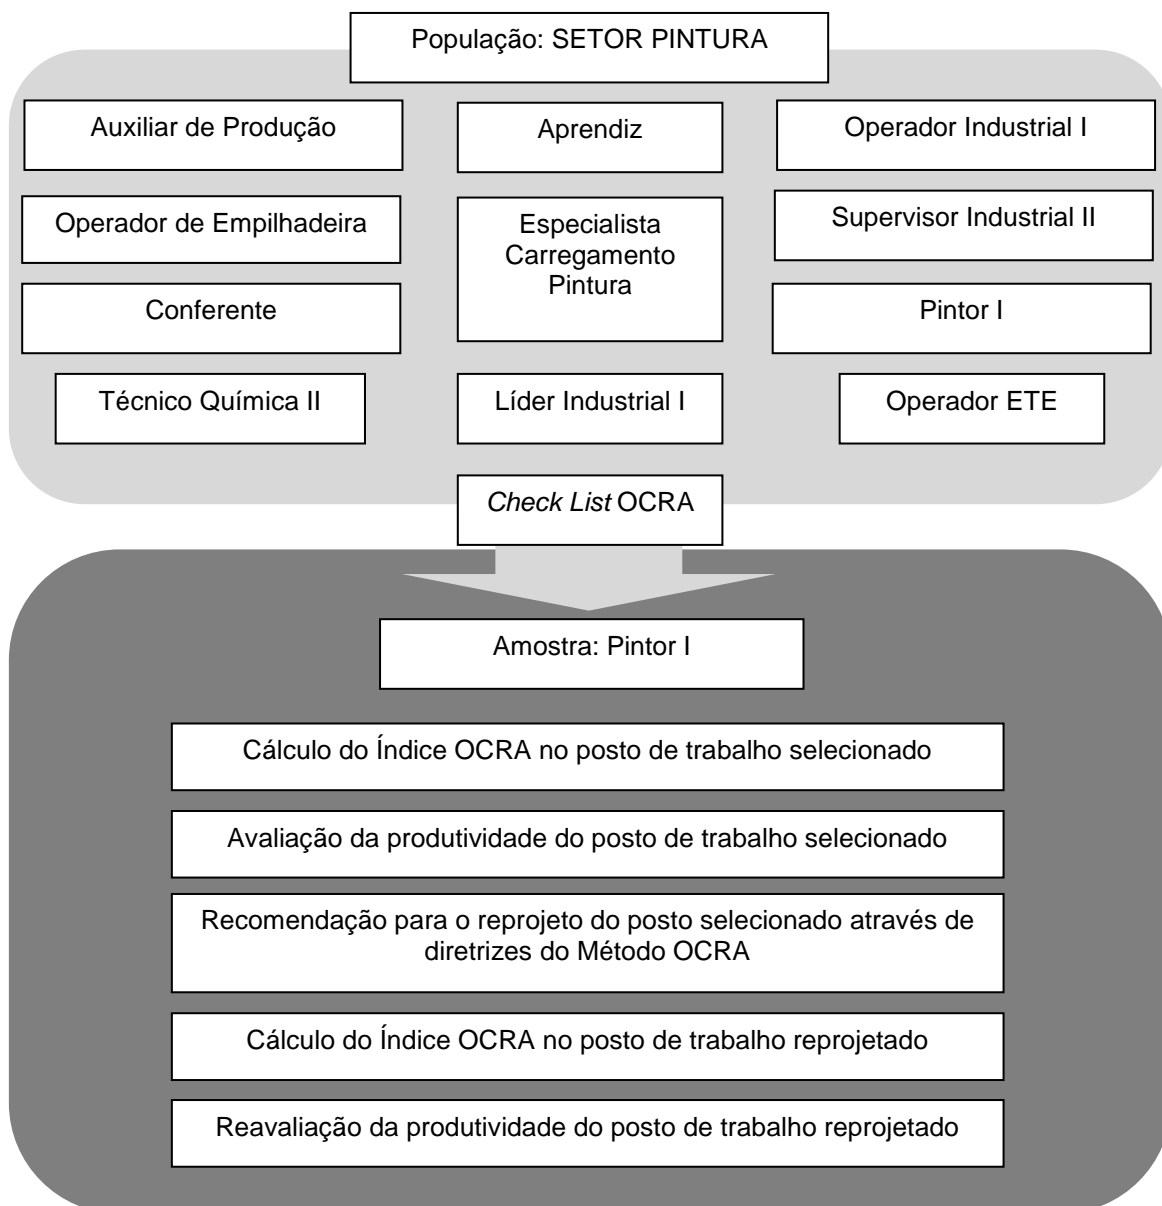 População: SETOR PINTURA
Auxiliar de Produção
Aprendiz
Operador Industrial I
Operador de Empilhadeira
Especialista
Carregamento
Pintura
Supervisor Industrial II
Conferente
Pintor I
Técnico Química II
Líder Industrial I
Operador ETE
Check List OCRA
Amostra: Pintor I
Cálculo do Índice OCRA no posto de trabalho selecionado
Avaliação da produtividade do posto de trabalho selecionado
Recomendação para o reprojeto do posto selecionado através de
diretrizes do Método OCRA
Cálculo do Índice OCRA no posto de trabalho reprojetado
Reavaliação da produtividade do posto de trabalho reprojetado